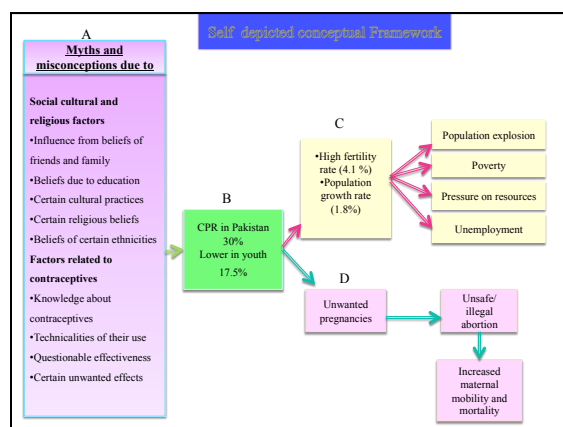 Self depicted conceptual Framework
A
Myths and
misconceptions due to
Social cultural and
religious factors
•Influence from beliefs of
friends and family
•Beliefs due to education
•Certain cultural practices
•Certain religious beliefs
•Beliefs of certain ethnicities
Factors related to
contraceptives
•Knowledge about
contraceptives
•Technicalities of their use
•Questionable effectiveness
•Certain unwanted effects
B
CPR in Pakistan
30%
Lower in youth
17.5%
C
•High fertility
rate (4.1 %)
•Population
growth rate
(1.8%)
Population explosion
Poverty
Pressure on resources
Unemployment
D
Unwanted
pregnancies
Unsafe/
illegal
abortion
Increased
maternal
mobility and
mortality